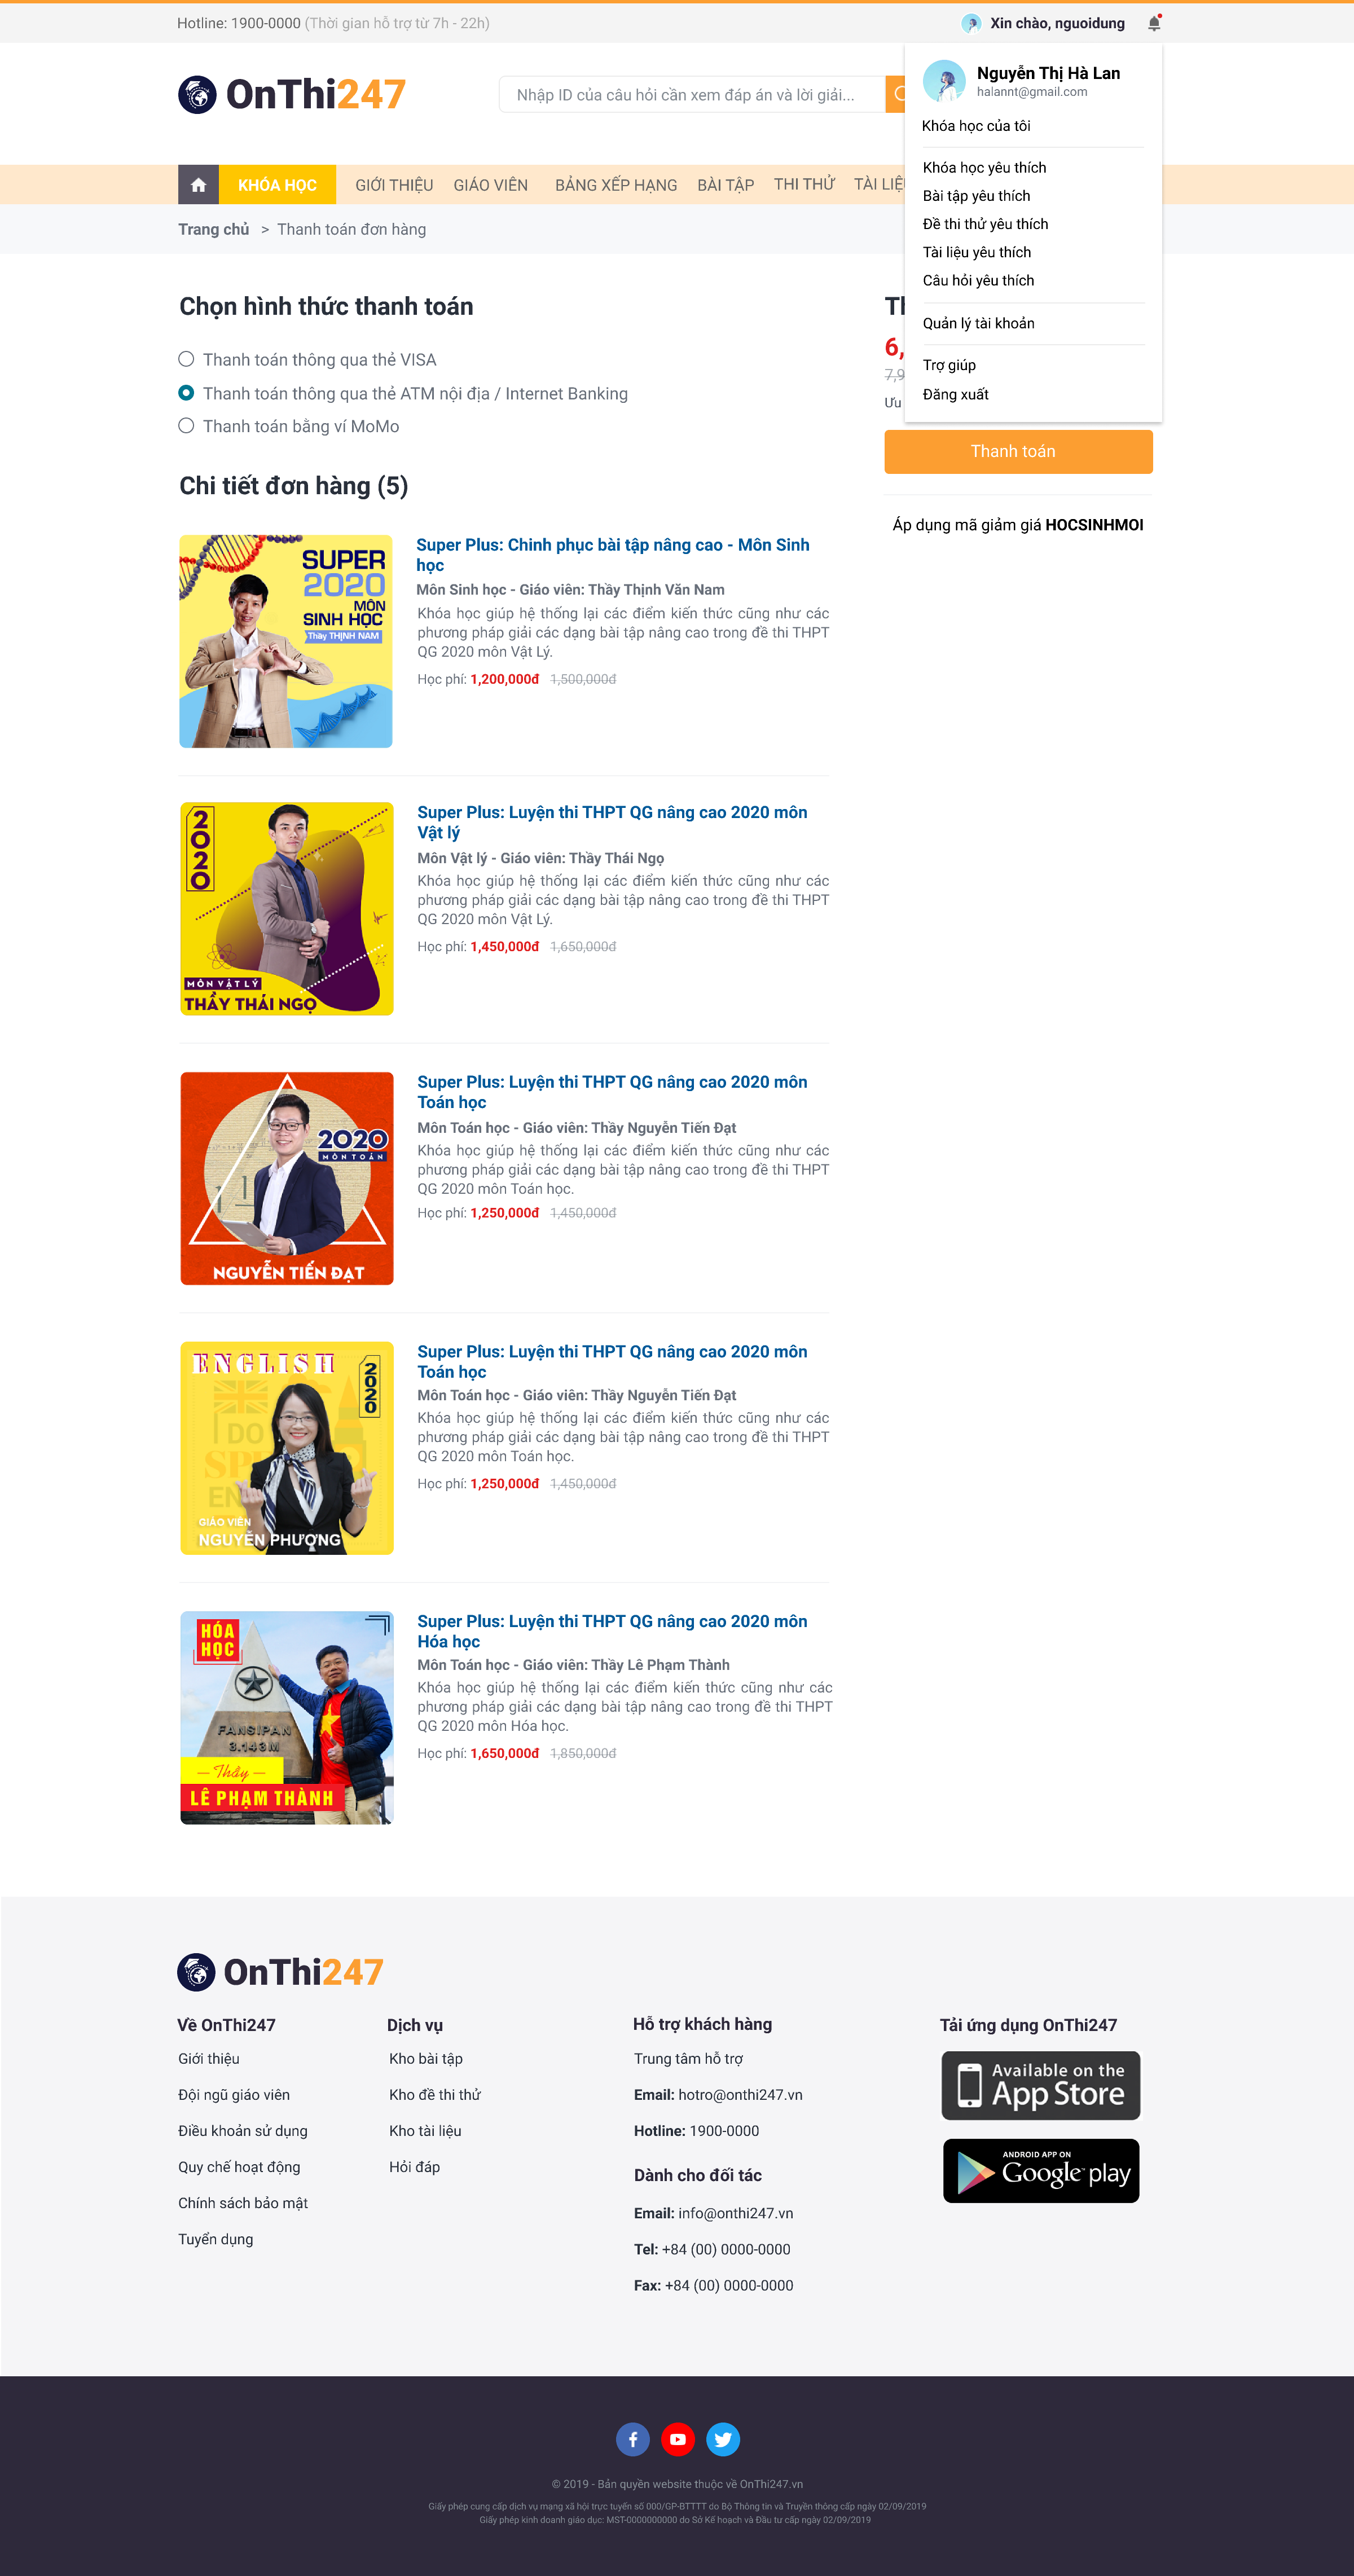 Hotline: 1900-0000 (Thời gian hỗ trợ từ 7h - 22h)
Xin chào, nguoidung
OnThi247
Nhập ID của câu hỏi cần xem đáp án và lời giải...
Nguyễn Thị Hà Lan
halannt@gmail.com
Khóa học của tôi
Khóa học yêu thích
Bài tập yêu thích
Đề thi thử yêu thích
Tài liệu yêu thích
Câu hỏi yêu thích
Quản lý tài khoản
Trợ giúp
Đăng xuất
KHÓA HỌC
GIỚI THIỆU
GIÁO VIÊN
BẢNG XẾP HẠNG
BÀI TẬP
THI THỬ
TÀI LIỆU
Trang chủ > Thanh toán đơn hàng
Chọn hình thức thanh toán
Thanh toán thông qua thẻ VISA
Thanh toán thông qua thẻ ATM nội địa / Internet Banking
Thanh toán bằng ví MoMo
6,
7,9
Ưu
Thanh toán
Áp dụng mã giảm giá HOCSINHMOI
Chi tiết đơn hàng (5)
SUPER
2020
MÔN
SINH HỌC
Thầy THỊNH NAM
Super Plus: Chinh phục bài tập nâng cao - Môn Sinh
học
Môn Sinh học - Giáo viên: Thầy Thịnh Văn Nam
Khóa học giúp hệ thống lại các điểm kiến thức cũng như các
phương pháp giải các dạng bài tập nâng cao trong đề thi THPT
QG 2020 môn Vật Lý.
Học phí: 1,200,000đ 1,500,000đ
2020
MÔN VẬT LÝ
THẦY THÁI NGỌ
Super Plus: Luyện thi THPT QG nâng cao 2020 môn
Vật lý
Môn Vật lý - Giáo viên: Thầy Thái Ngọ
Khóa học giúp hệ thống lại các điểm kiến thức cũng như các
phương pháp giải các dạng bài tập nâng cao trong đề thi THPT
QG 2020 môn Vật Lý.
Học phí: 1,450,000đ 1,650,000đ
2020
MÔN TOÁN
NGUYỄN TIẾN ĐẠT
Super Plus: Luyện thi THPT QG nâng cao 2020 môn
Toán học
Môn Toán học - Giáo viên: Thầy Nguyễn Tiến Đạt
Khóa học giúp hệ thống lại các điểm kiến thức cũng như các
phương pháp giải các dạng bài tập nâng cao trong đề thi THPT
QG 2020 môn Toán học.
Học phí: 1,250,000đ 1,450,000đ
ENGLISH
2020
I DO
SP
EN
GIÁO VIÊN
NGUYỄN PHƯỢNG
Super Plus: Luyện thi THPT QG nâng cao 2020 môn
Toán học
Môn Toán học - Giáo viên: Thầy Nguyễn Tiến Đạt
Khóa học giúp hệ thống lại các điểm kiến thức cũng như các
phương pháp giải các dạng bài tập nâng cao trong đề thi THPT
QG 2020 môn Toán học.
Học phí: 1,250,000đ 1,450,000đ
HÓA
HỌC
FANSIPAN
3.143M
Thầy
LÊ PHẠM THÀNH
Super Plus: Luyện thi THPT QG nâng cao 2020 môn
Hóa học
Môn Toán học - Giáo viên: Thầy Lê Phạm Thành
Khóa học giúp hệ thống lại các điểm kiến thức cũng như các
phương pháp giải các dạng bài tập nâng cao trong đề thi THPT
QG 2020 môn Hóa học.
Học phí: 1,650,000đ 1,850,000đ
OnThi247
Về OnThi247
Giới thiệu
Đội ngũ giáo viên
Điều khoản sử dụng
Quy chế hoạt động
Chính sách bảo mật
Tuyển dụng
Dịch vụ
Kho bài tập
Kho đề thi thử
Kho tài liệu
Hỏi đáp
Hỗ trợ khách hàng
Trung tâm hỗ trợ
Email: hotro@onthi247.vn
Hotline: 1900-0000
Dành cho đối tác
Email: info@onthi247.vn
Tel: +84 (00) 0000-0000
Fax: +84 (00) 0000-0000
Tải ứng dụng OnThi247
Available on the
App Store
ANDROID APP ON
Google play
© 2019 - Bản quyền website thuộc về OnThi247.vn
Giấy phép cung cấp dịch vụ mạng xã hội trực tuyến số 000/GP-BTTTT do Bộ Thông tin và Truyền thông cấp ngày 02/09/2019
Giấy phép kinh doanh giáo dục: MST-0000000000 do Sở Kế hoạch và Đầu tư cấp ngày 02/09/2019